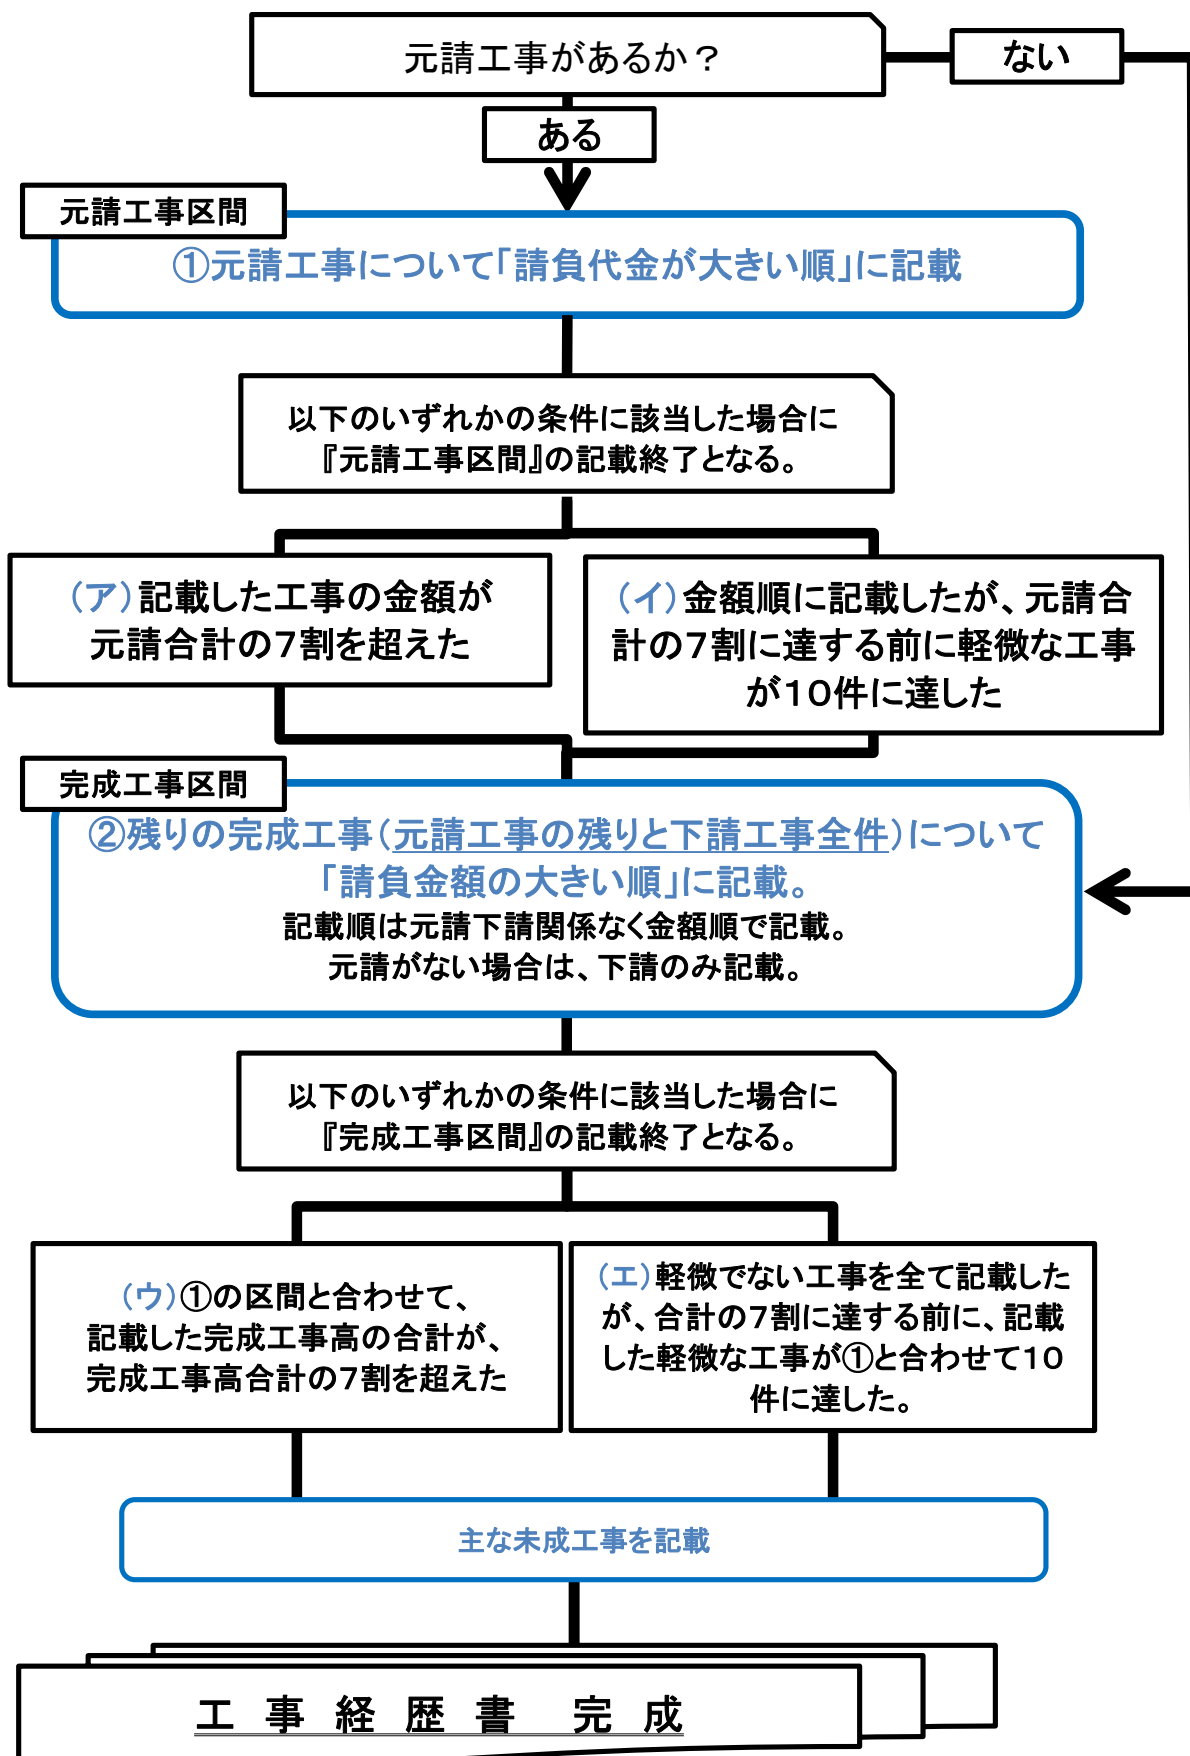 元請工事があるか？
ない
ある
元請工事区間
①元請工事について「請負代金が大きい順」に記載
以下のいずれかの条件に該当した場合に
『元請工事区間』の記載終了となる。
（ア）記載した工事の金額が
元請合計の７割を超えた
（イ）金額順に記載したが、元請合
計の７割に達する前に軽微な工事
が１０件に達した
完成工事区間
②残りの完成工事（元請工事の残りと下請工事全件）について
「請負金額の大きい順」に記載。
記載順は元請下請関係なく金額順で記載。
元請がない場合は、下請のみ記載。
以下のいずれかの条件に該当した場合に
『完成工事区間』の記載終了となる。
（ウ）①の区間と合わせて、
記載した完成工事高の合計が、
完成工事高合計の７割を超えた
（エ）軽微でない工事を全て記載した
が、合計の７割に達する前に、記載
した軽微な工事が①と合わせて１０
件に達した。
主な未成工事を記載
工　事　経　歴　書　完　成